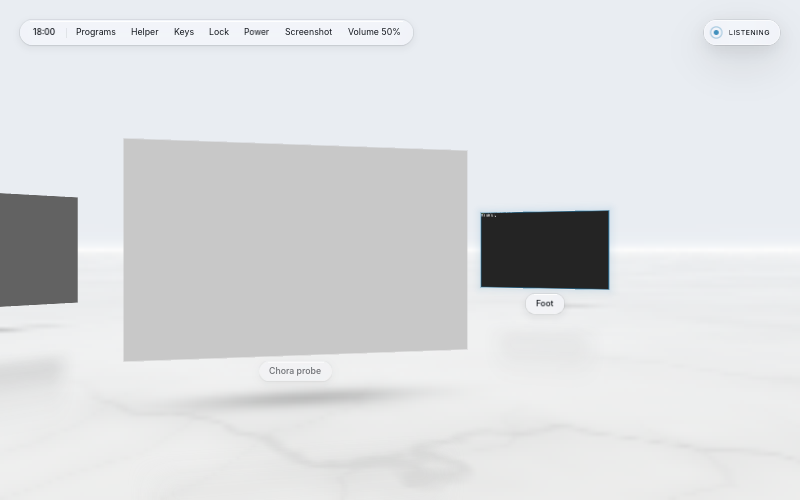 18:00 Programs Helper Keys Lock Power Screenshot Volume 50%
LISTENING
Foot
Chora probe